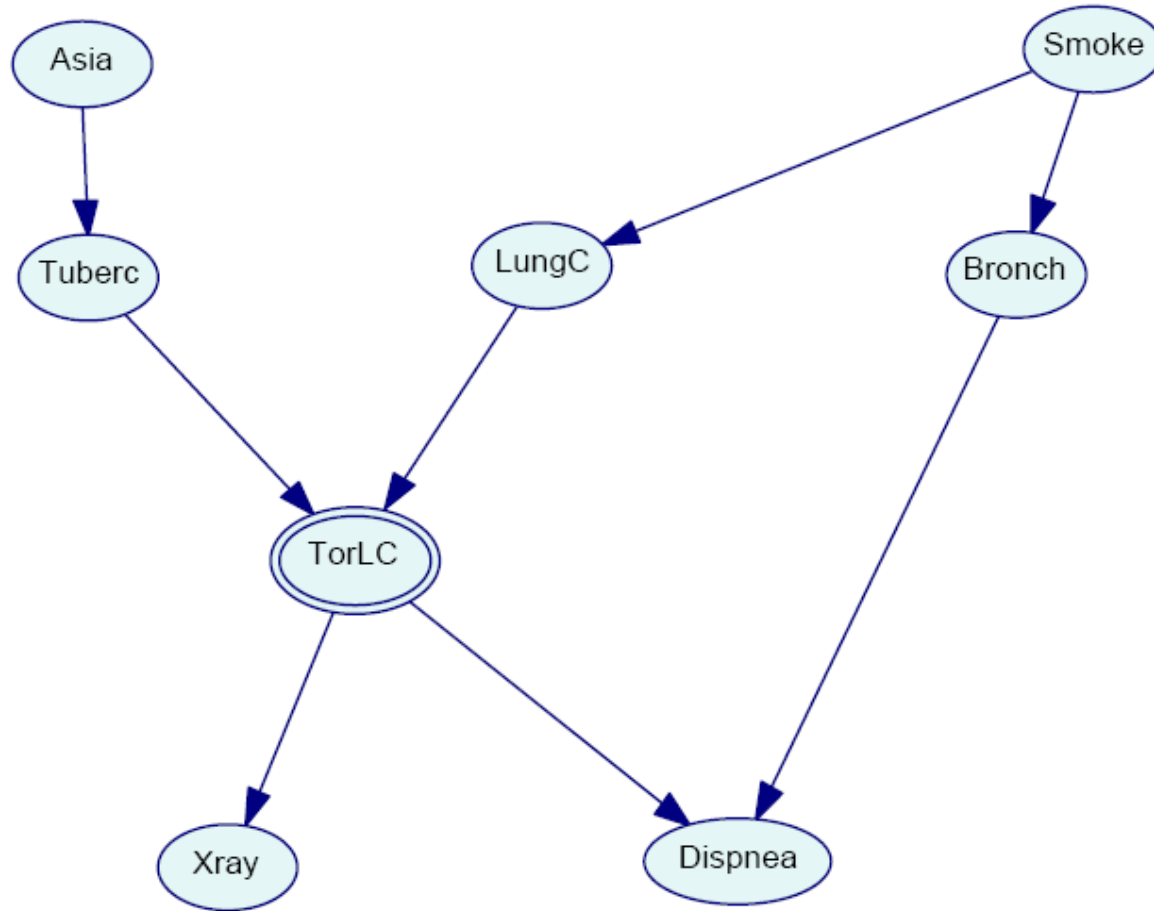 Asia
Smoke
Tuberc
LungC
Bronch
TorLC
Xray
Dispnea